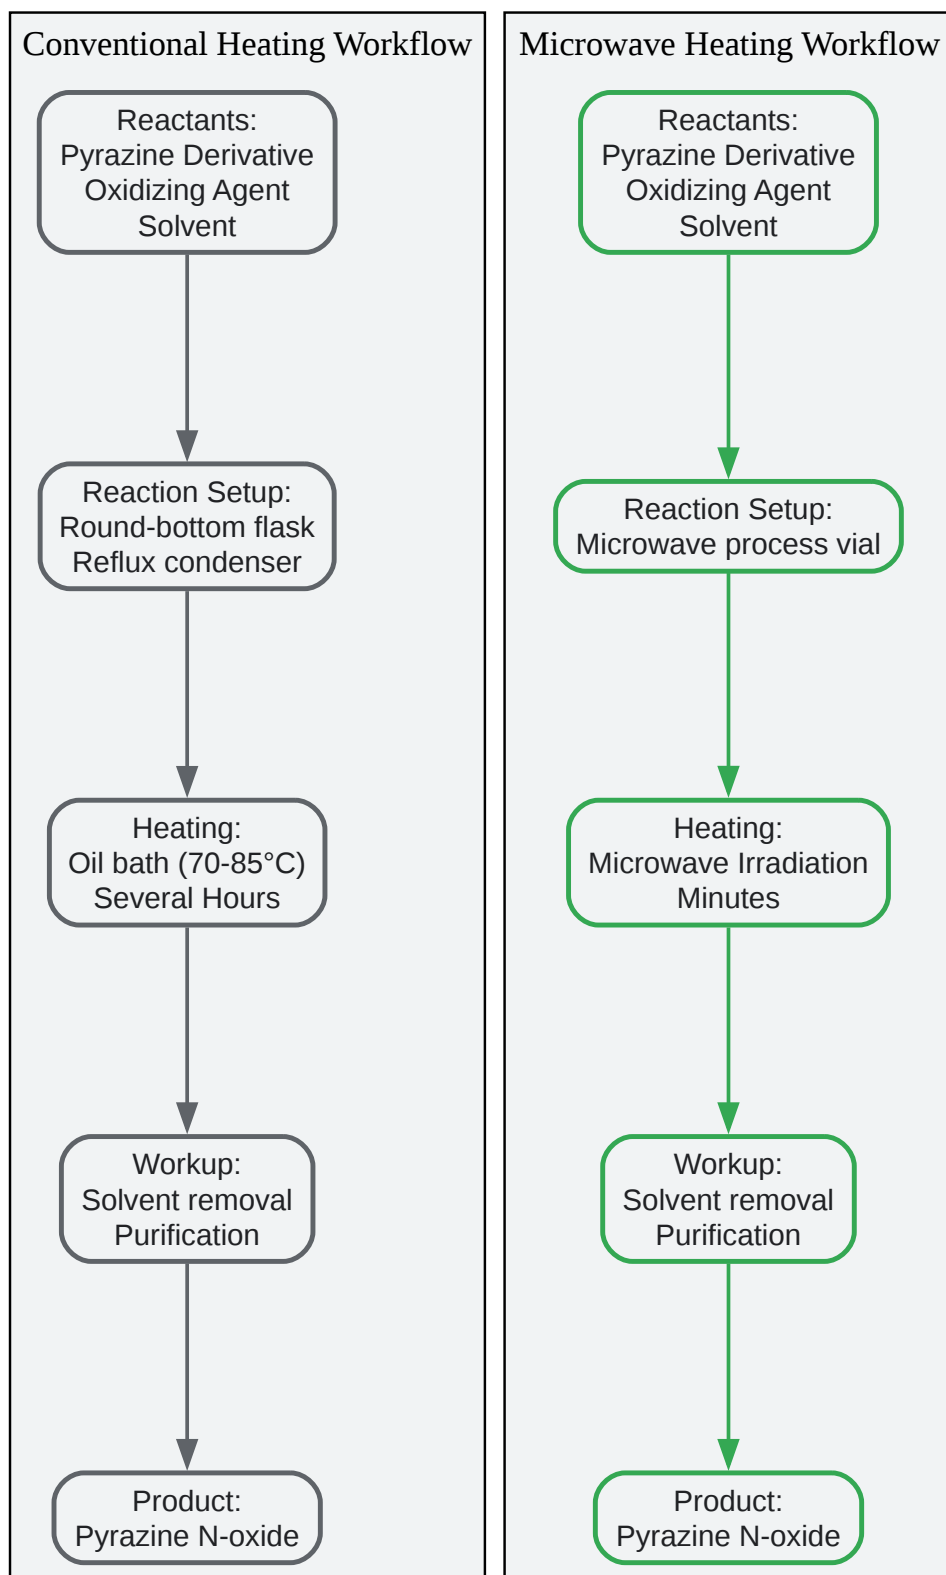 Conventional Heating Workflow
Reactants:
Pyrazine Derivative
Oxidizing Agent
Solvent
Reaction Setup:
Round-bottom flask
Reflux condenser
Heating:
Oil bath (70-85°C)
Several Hours
Workup:
Solvent removal
Purification
Product:
Pyrazine N-oxide
Microwave Heating Workflow
Reactants:
Pyrazine Derivative
Oxidizing Agent
Solvent
Reaction Setup:
Microwave process vial
Heating:
Microwave Irradiation
Minutes
Workup:
Solvent removal
Purification
Product:
Pyrazine N-oxide